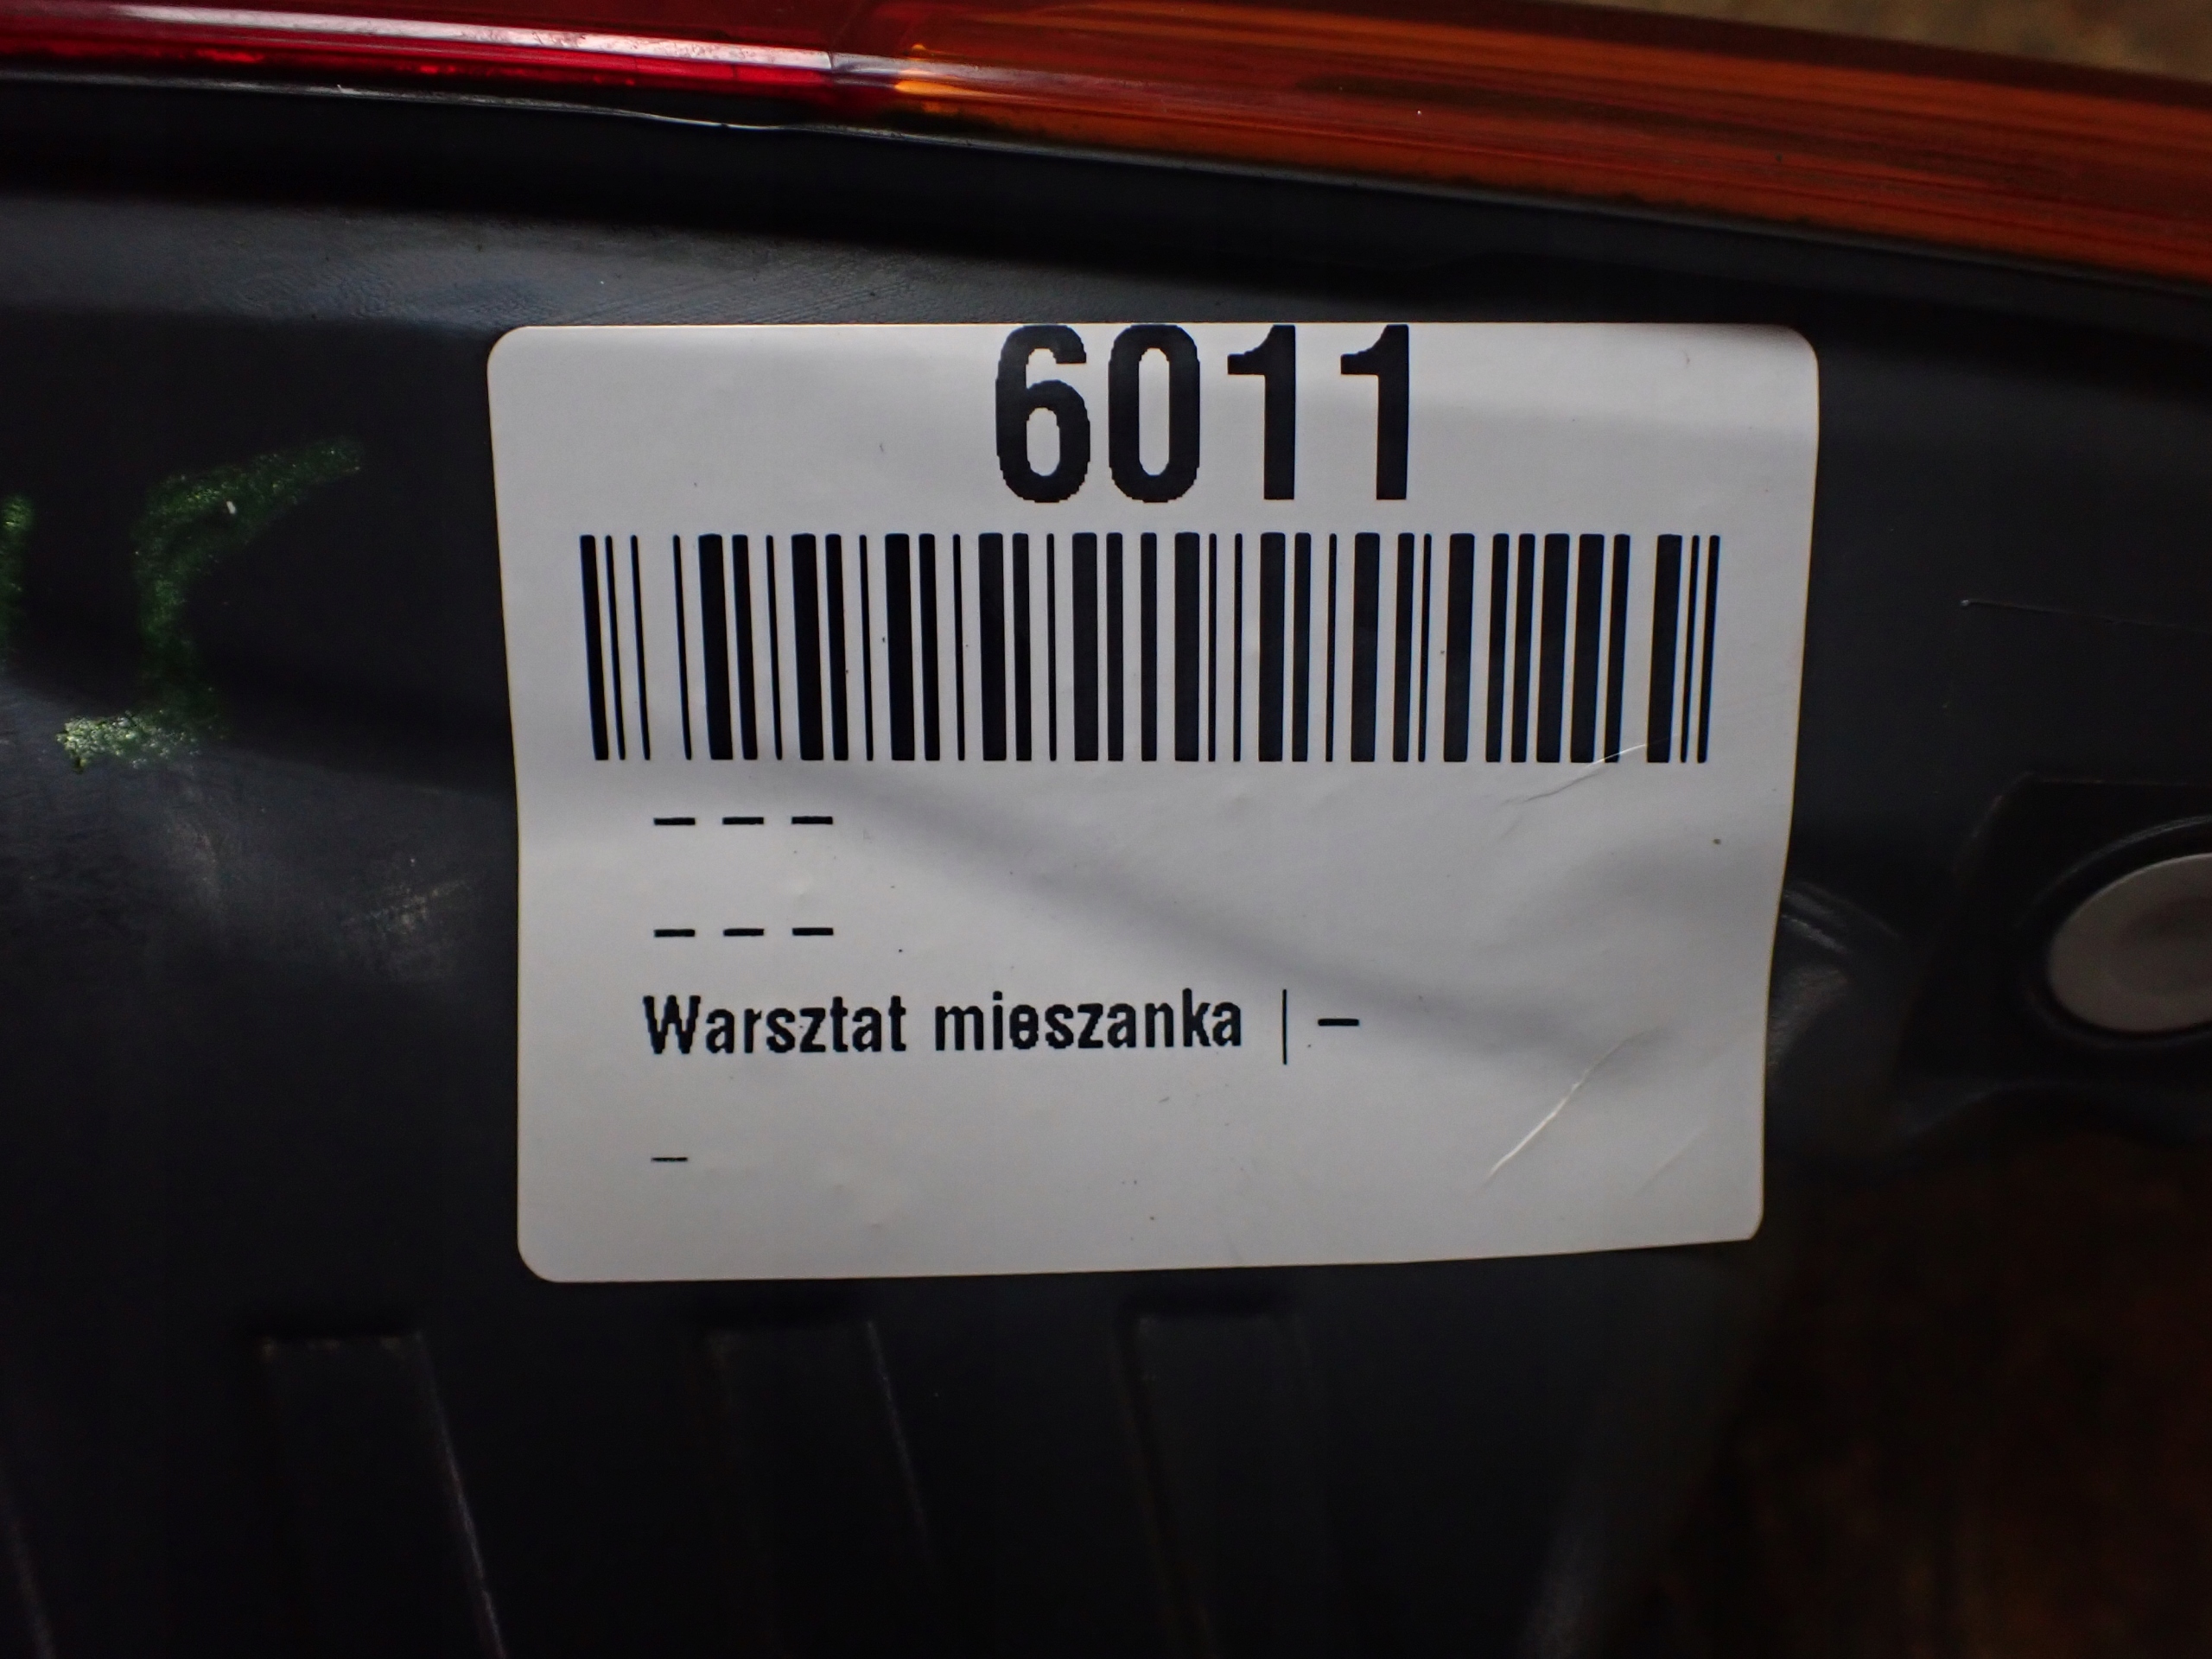 6011
– – –
– – –
Warsztat mieszanka | –
–